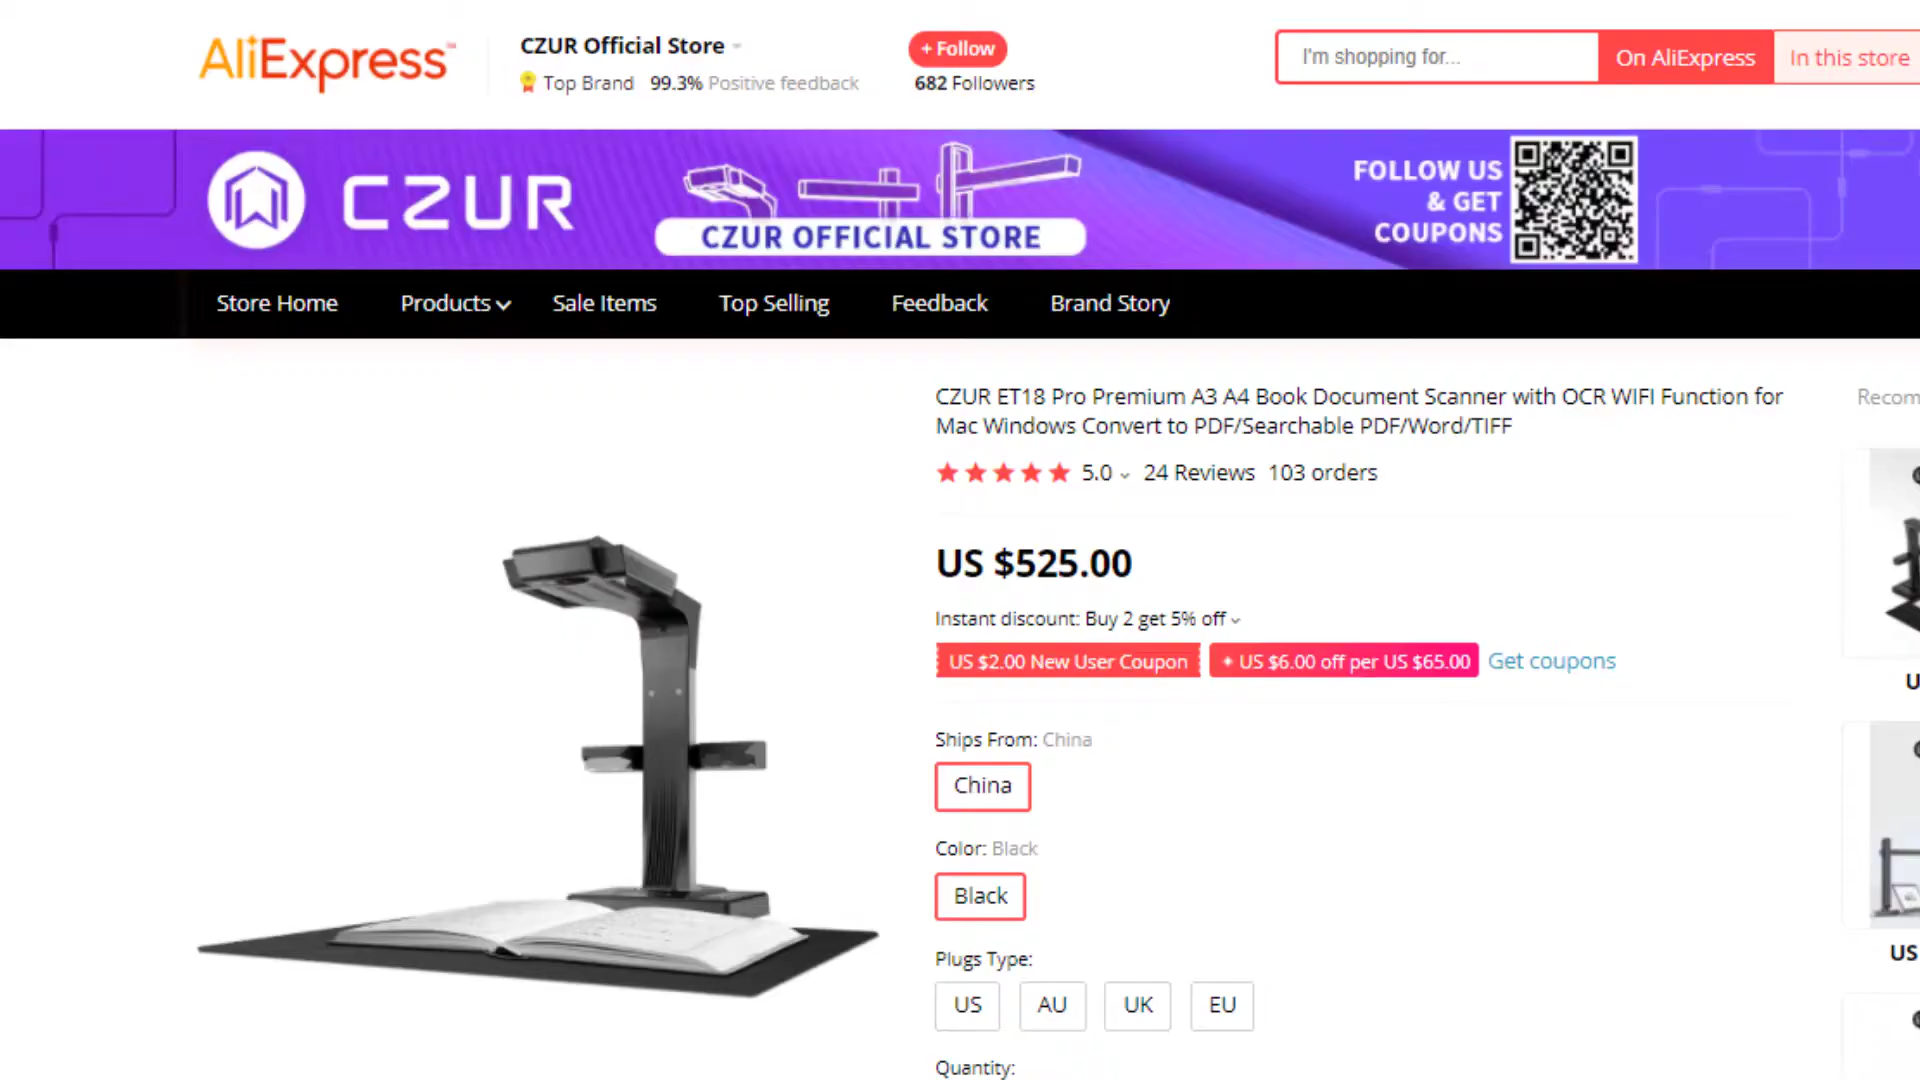 AliExpress™
CZUR Official Store
Top Brand 99.3% Positive feedback
+ Follow
682 Followers
I'm shopping for...
On AliExpress
In this store
CZUR
CZUR OFFICIAL STORE
FOLLOW US
& GET
COUPONS
Store Home Products Sale Items Top Selling Feedback Brand Story
CZUR ET18 Pro Premium A3 A4 Book Document Scanner with OCR WIFI Function for
Mac Windows Convert to PDF/Searchable PDF/Word/TIFF
5.0 24 Reviews 103 orders
US $525.00
Instant discount: Buy 2 get 5% off
US $2.00 New User Coupon
US $6.00 off per US $65.00
Get coupons
Ships From: China
China
Color: Black
Black
Plugs Type:
US AU UK EU
Quantity:
Recom
U
US